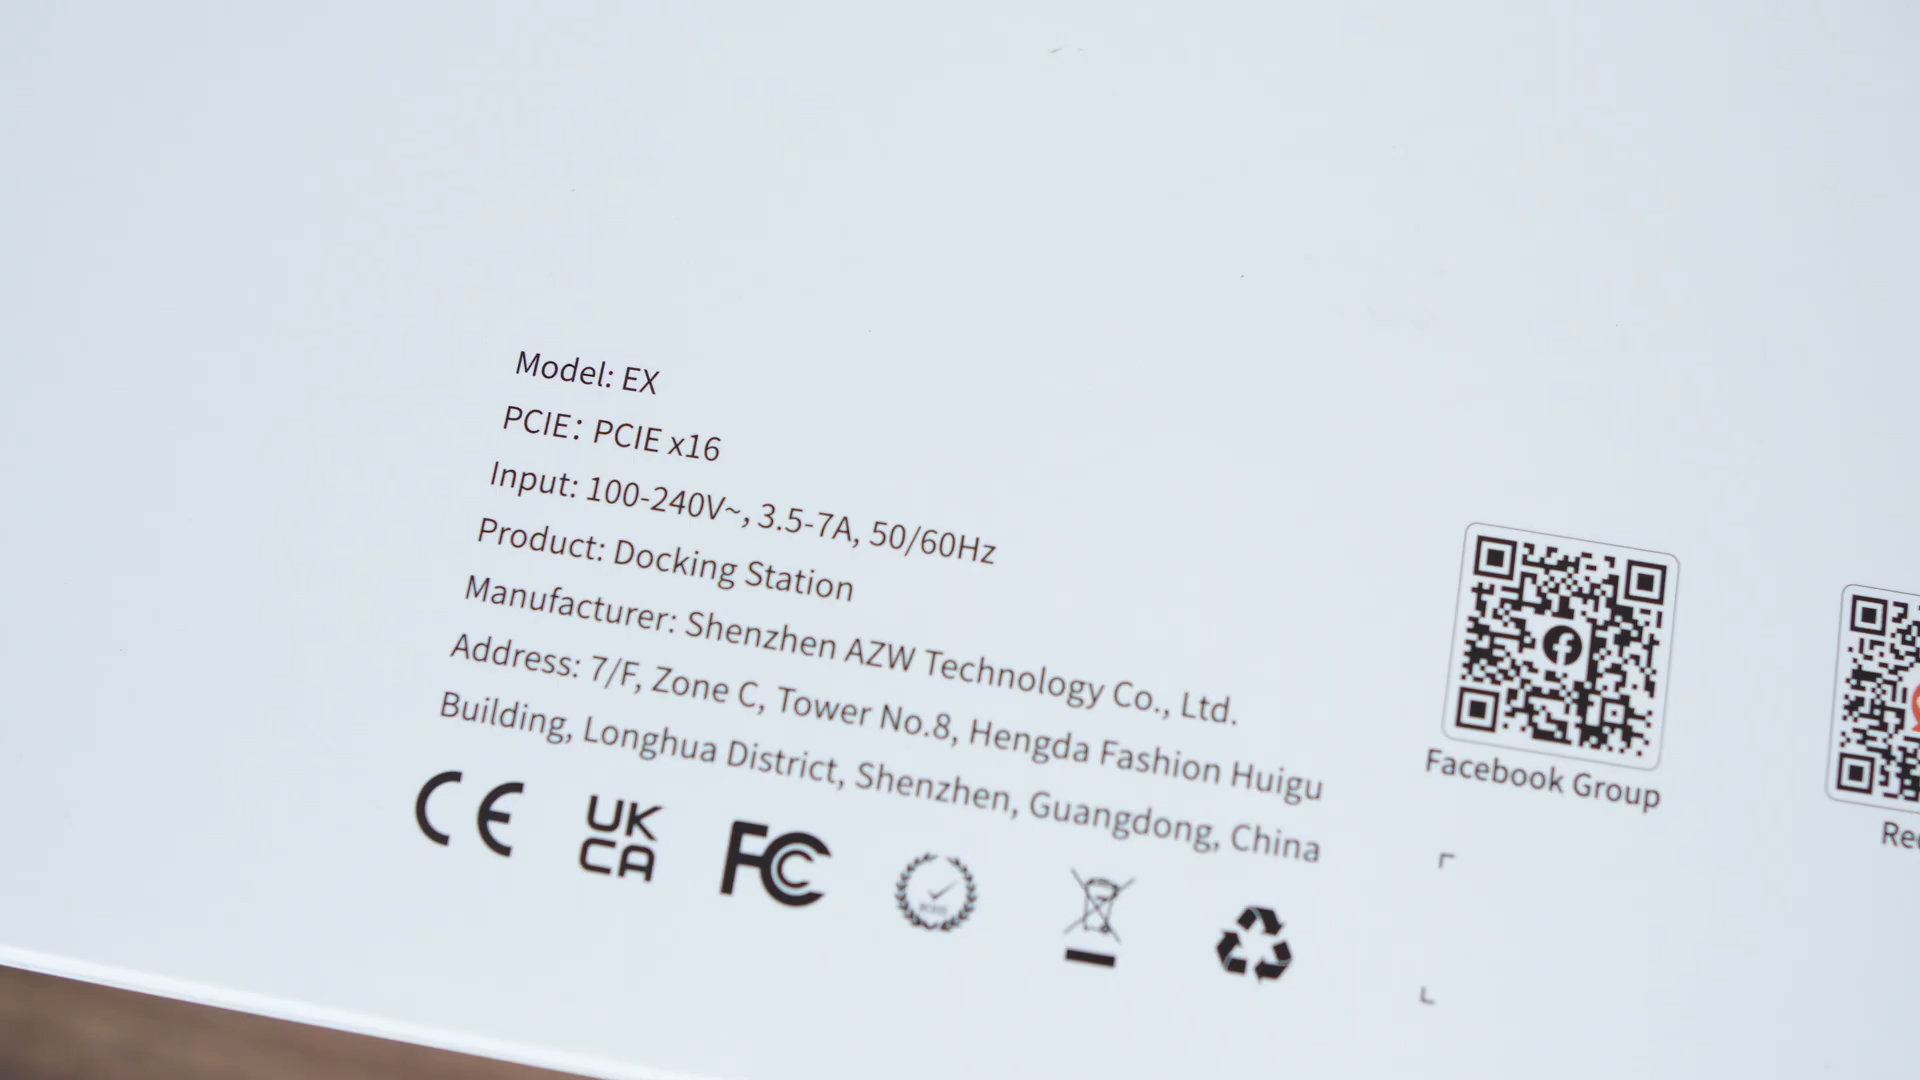 Model: EX
PCIE: PCIE x16
Input: 100-240V~, 3.5-7A, 50/60Hz
Product: Docking Station
Manufacturer: Shenzhen AZW Technology Co., Ltd.
Address: 7/F, Zone C, Tower No.8, Hengda Fashion Huigu
Building, Longhua District, Shenzhen, Guangdong, China
CE
UK
CA
FC
Facebook Group